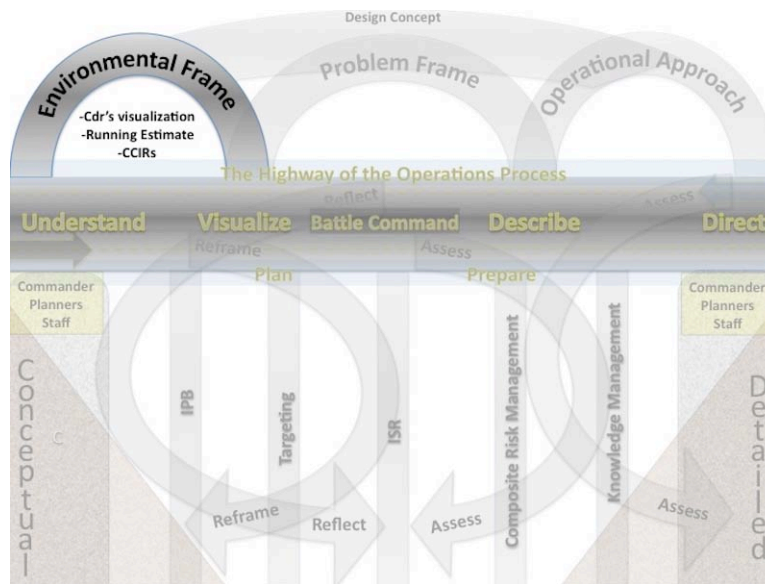 Design Concept
Environmental Frame
Problem Frame
Operational Approach
-Cdr's visualization
-Running Estimate
-CCIRs
The Highway of the Operations Process
Reflect
Assess
Understand
Visualize
Battle Command
Describe
Direct
Reframe
Assess
Plan
Prepare
Commander
Planners
Staff
Commander
Planners
Staff
Conceptual
C
IPB
Targeting
ISR
Composite Risk Management
Knowledge Management
Detailed
Reframe
Reflect
Assess
Assess